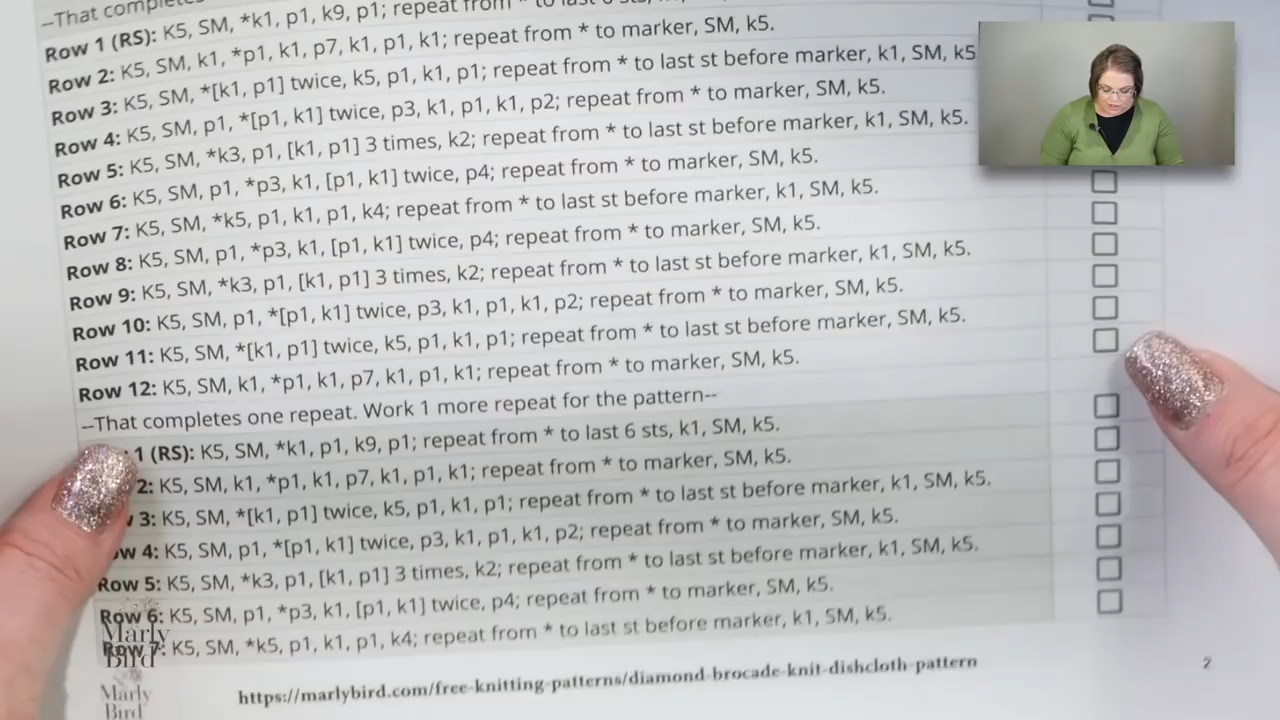 --That completes
Row 1 (RS): K5, SM, *k1, p1, k9, p1; repeat from * to last 6 sts,
Row 2: K5, SM, k1, *p1, k1, p7, k1, p1, k1; repeat from * to marker, SM, k5.
Row 3: K5, SM, *[k1, p1] twice, k5, p1, k1, p1; repeat from * to last st before marker, k1, SM, k5
Row 4: K5, SM, p1, *[p1, k1] twice, p3, k1, p1, k1, p2; repeat from * to marker, SM, k5.
Row 5: K5, SM, *k3, p1, [k1, p1] 3 times, k2; repeat from * to last st before marker, k1, SM, k5.
Row 6: K5, SM, p1, *p3, k1, [p1, k1] twice, p4; repeat from * to marker, SM, k5.
Row 7: K5, SM, *k5, p1, k1, p1, k4; repeat from * to last st before marker, k1, SM, k5.
Row 8: K5, SM, p1, *p3, k1, [p1, k1] twice, p4; repeat from * to marker, SM, k5.
Row 9: K5, SM, *k3, p1, [k1, p1] 3 times, k2; repeat from * to last st before marker, k1, SM, k5.
Row 10: K5, SM, p1, *[p1, k1] twice, p3, k1, p1, k1, p2; repeat from * to marker, SM, k5.
Row 11: K5, SM, *[k1, p1] twice, k5, p1, k1, p1; repeat from * to last st before marker, k1, SM, k5.
Row 12: K5, SM, k1, *p1, k1, p7, k1, p1, k1; repeat from * to marker, SM, k5.
--That completes one repeat. Work 1 more repeat for the pattern--
1 (RS): K5, SM, *k1, p1, k9, p1; repeat from * to last 6 sts, k1, SM, k5.
2: K5, SM, k1, *p1, k1, p7, k1, p1, k1; repeat from * to marker, SM, k5.
3: K5, SM, *[k1, p1] twice, k5, p1, k1, p1; repeat from * to last st before marker, k1, SM, k5.
ow 4: K5, SM, p1, *[p1, k1] twice, p3, k1, p1, k1, p2; repeat from * to marker, SM, k5.
Row 5: K5, SM, *k3, p1, [k1, p1] 3 times, k2; repeat from * to last st before marker, k1, SM, k5.
Row 6: K5, SM, p1, *p3, k1, [p1, k1] twice, p4; repeat from * to marker, SM, k5.
Row 7: K5, SM, *k5, p1, k1, p1, k4; repeat from * to last st before marker, k1, SM, k5.
Marly
Bird
Marly
Bird
https://marlybird.com/free-knitting-patterns/diamond-brocade-knit-dishcloth-pattern
2